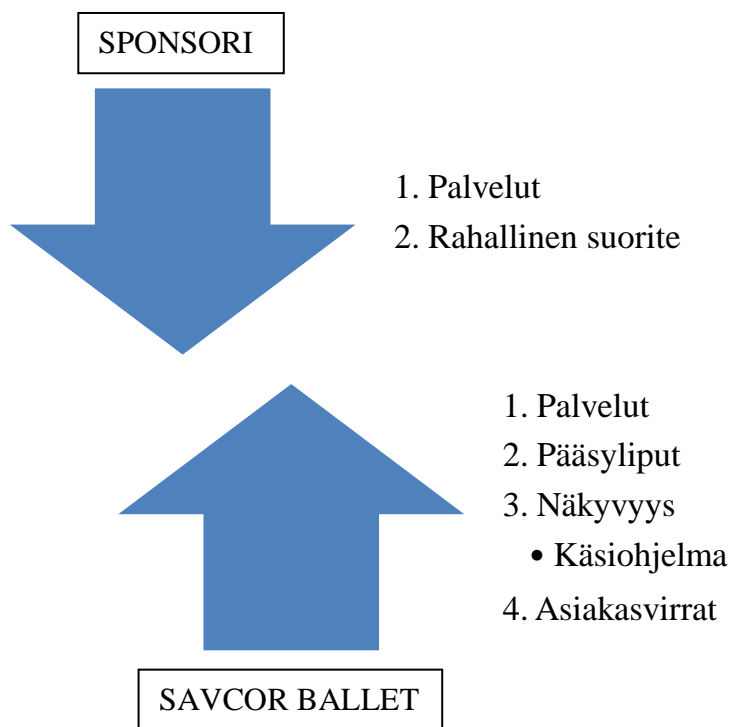 SPONSORI
1. Palvelut
2. Rahallinen suorite
1. Palvelut
2. Pääsyliput
3. Näkyvyys
• Käsiohjelma
4. Asiakasvirrat
SAVCOR BALLET